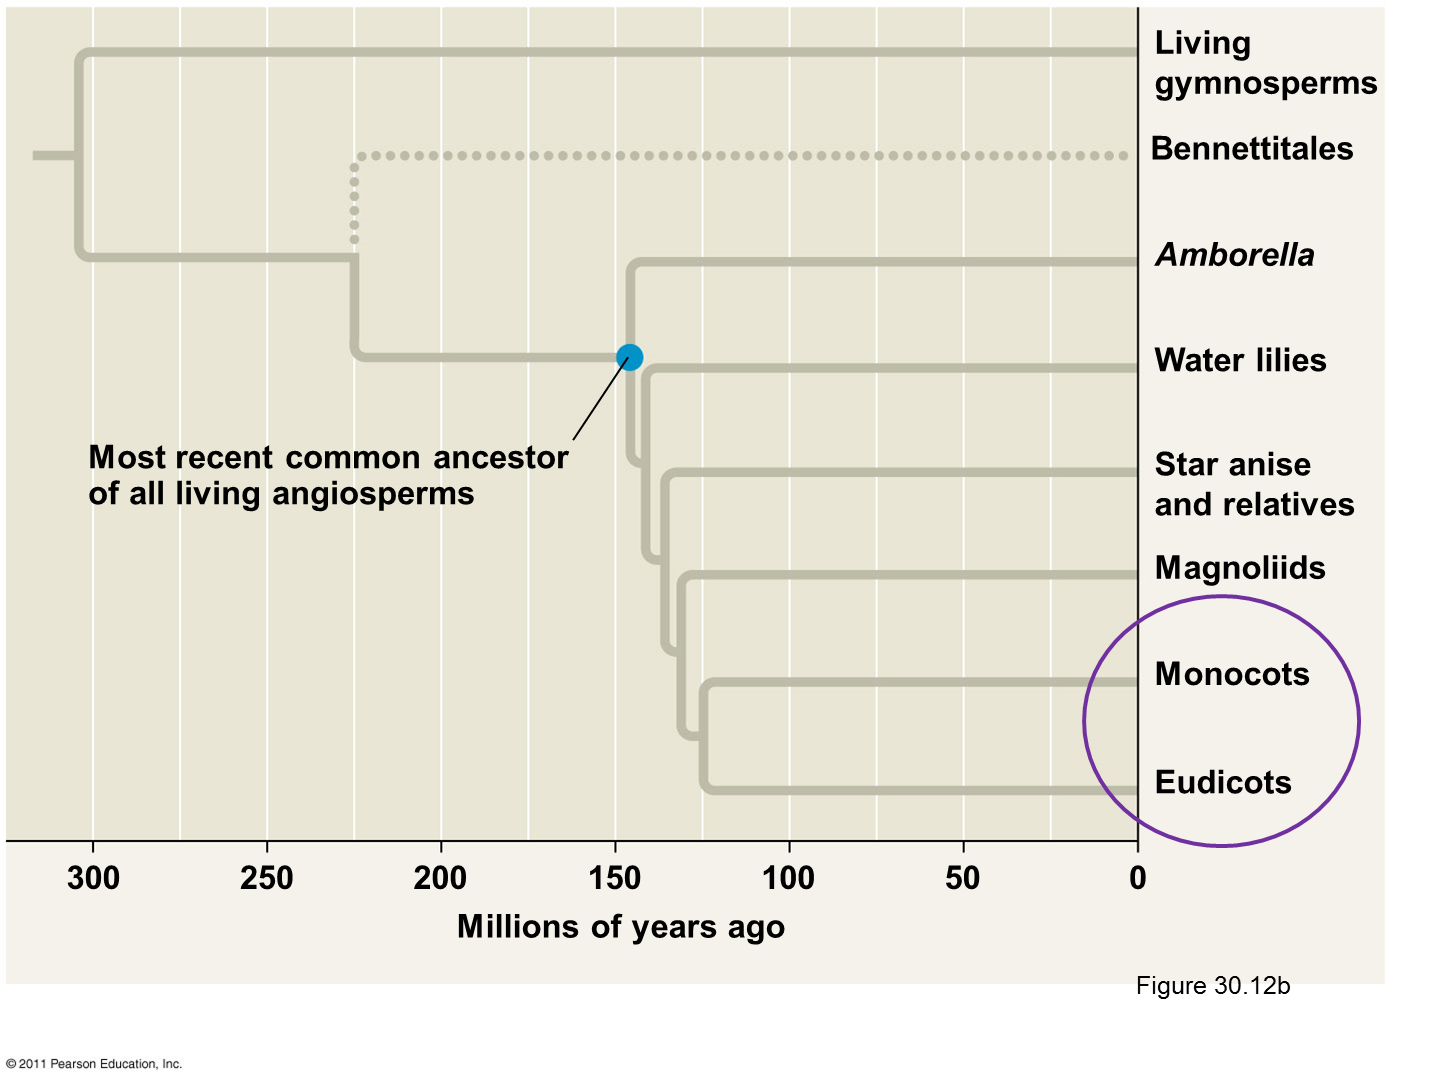 Living
gymnosperms
Bennettitales
Amborella
Water lilies
Most recent common ancestor
of all living angiosperms
Star anise
and relatives
Magnoliids
Monocots
Eudicots
300 250 200 150 100 50 0
Millions of years ago
Figure 30.12b
© 2011 Pearson Education, Inc.